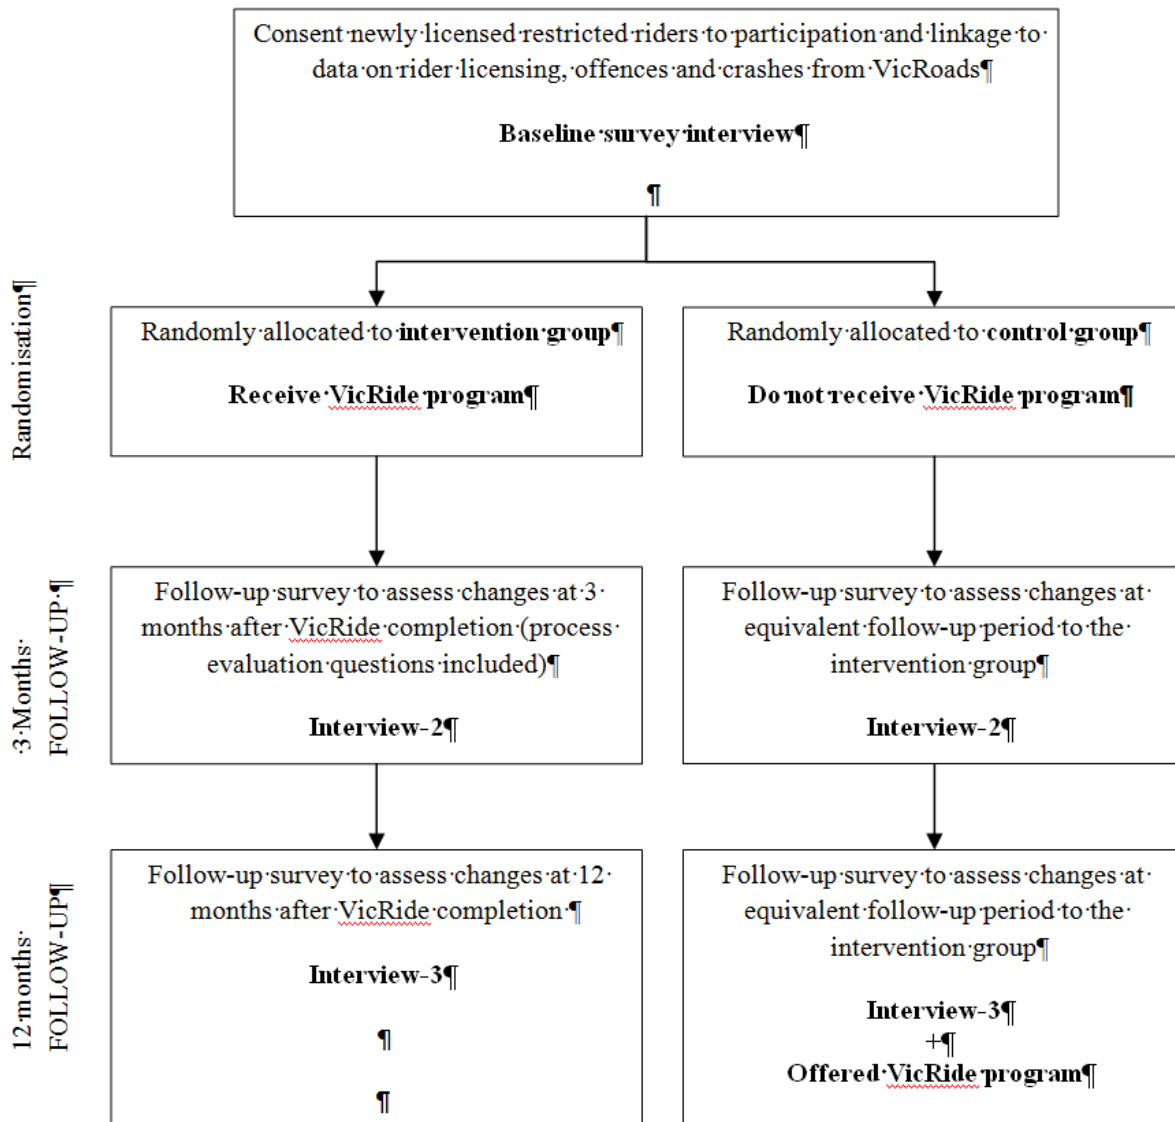 Consent·newly·licensed·restricted·riders·to·participation·and·linkage·to·
data·on·rider·licensing,·offences·and·crashes·from·VicRoads¶
Baseline·survey·interview¶
¶
Randomisation¶
Randomly·allocated·to·intervention·group¶
Receive·VicRide·program¶
Randomly·allocated·to·control·group¶
Do·not·receive·VicRide·program¶
·3·Months·
FOLLOW-UP·¶
Follow-up·survey·to·assess·changes·at·3·
months·after·VicRide·completion·(process·
evaluation·questions·included)¶
Interview·2¶
Follow-up·survey·to·assess·changes·at·
equivalent·follow-up·period·to·the·
intervention·group¶
Interview·2¶
12·months·
FOLLOW-UP¶
Follow-up·survey·to·assess·changes·at·12·
months·after·VicRide·completion·¶
Interview·3¶
¶
¶
Follow-up·survey·to·assess·changes·at·
equivalent·follow-up·period·to·the·
intervention·group¶
Interview·3¶
+¶
Offered·VicRide·program¶